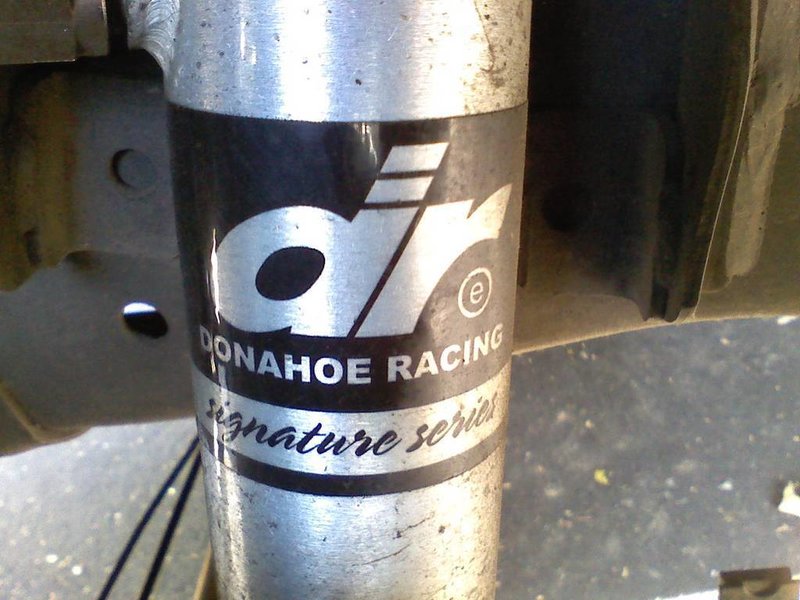 dr
e
DONAHOE RACING
signature series